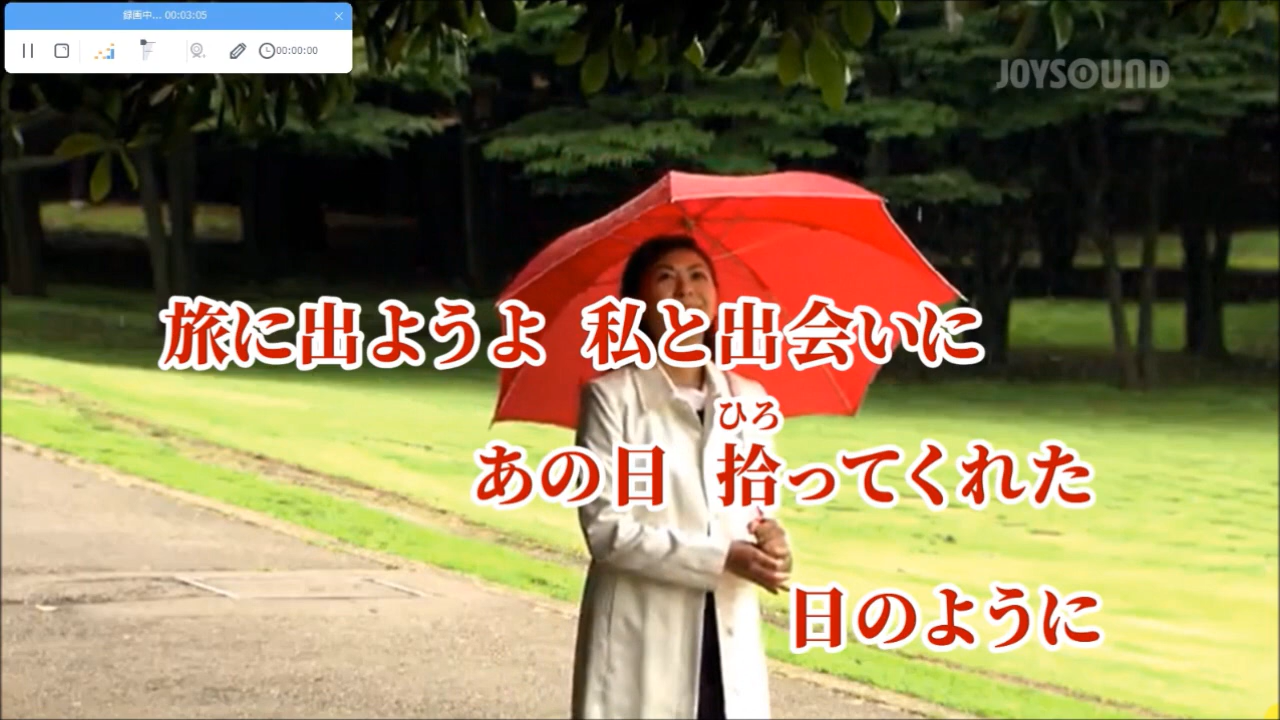 録画中... 00:03:05
00:00:00
JOYSOUND
旅に出ようよ 私と出会いに
ひろ
あの日 拾ってくれた
日のように